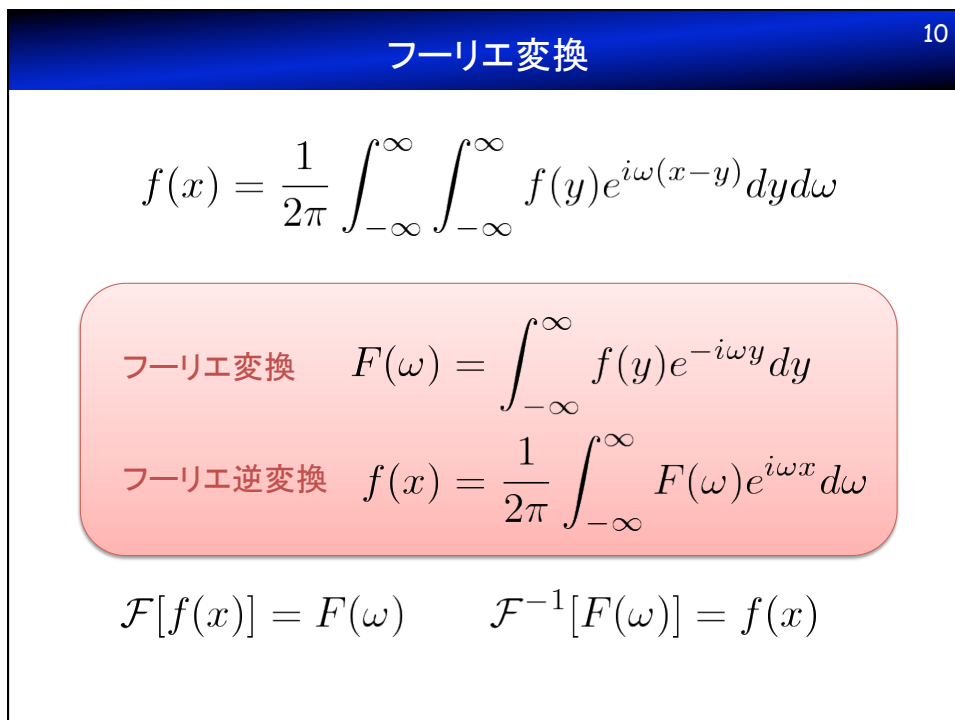 フーリエ変換
10
$f(x) = \frac{1}{2\pi} \int_{-\infty}^{\infty} \int_{-\infty}^{\infty} f(y) e^{i\omega(x-y)} dy d\omega$
フーリエ変換 $F(\omega) = \int_{-\infty}^{\infty} f(y) e^{-i\omega y} dy$
フーリエ逆変換 $f(x) = \frac{1}{2\pi} \int_{-\infty}^{\infty} F(\omega) e^{i\omega x} d\omega$
$\mathcal{F}[f(x)] = F(\omega)$ $\mathcal{F}^{-1}[F(\omega)] = f(x)$